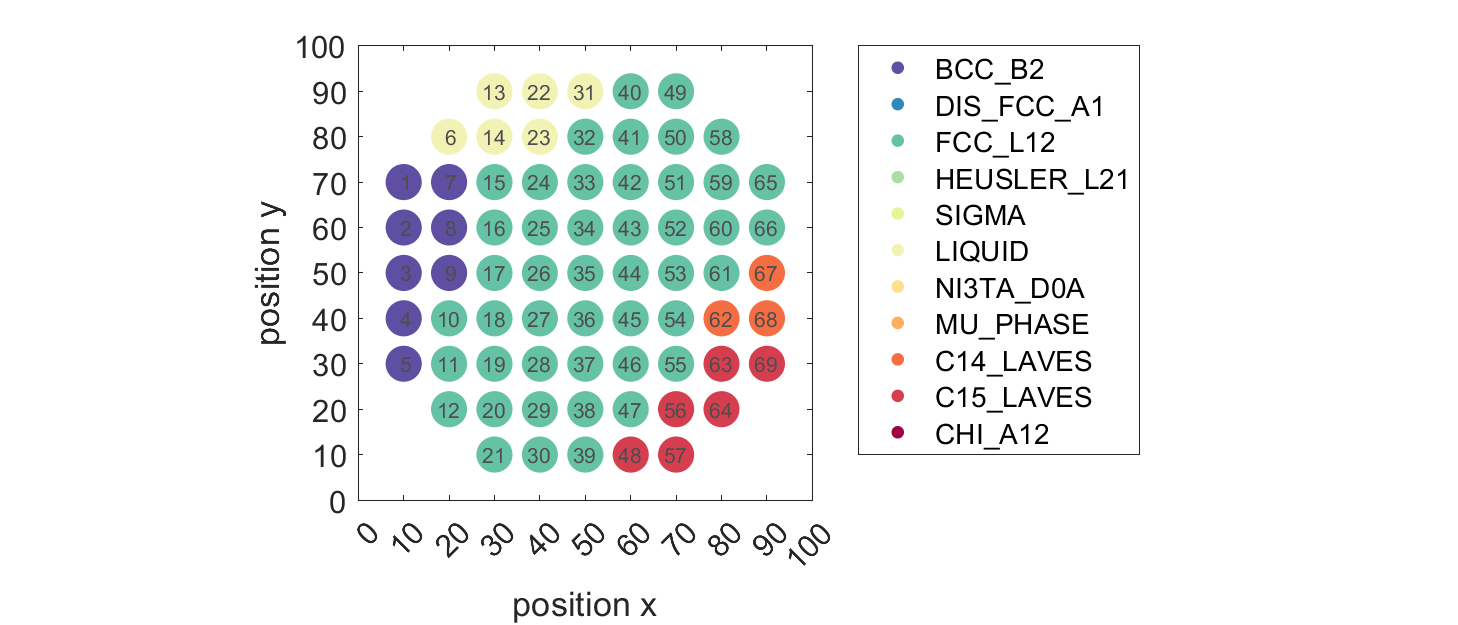 100
90 13 22 31 40 49
80 6 14 23 32 41 50 58
70 1 7 15 24 33 42 51 59 65
60 2 8 16 25 34 43 52 60 66
50 3 9 17 26 35 44 53 61 67
40 4 10 18 27 36 45 54 62 68
30 5 11 19 28 37 46 55 63 69
20 12 20 29 38 47 56 64
10 21 30 39 48 57
0
0 10 20 30 40 50 60 70 80 90 100
position x
position y
BCC_B2
DIS_FCC_A1
FCC_L12
HEUSLER_L21
SIGMA
LIQUID
NI3TA_D0A
MU_PHASE
C14_LAVES
C15_LAVES
CHI_A12